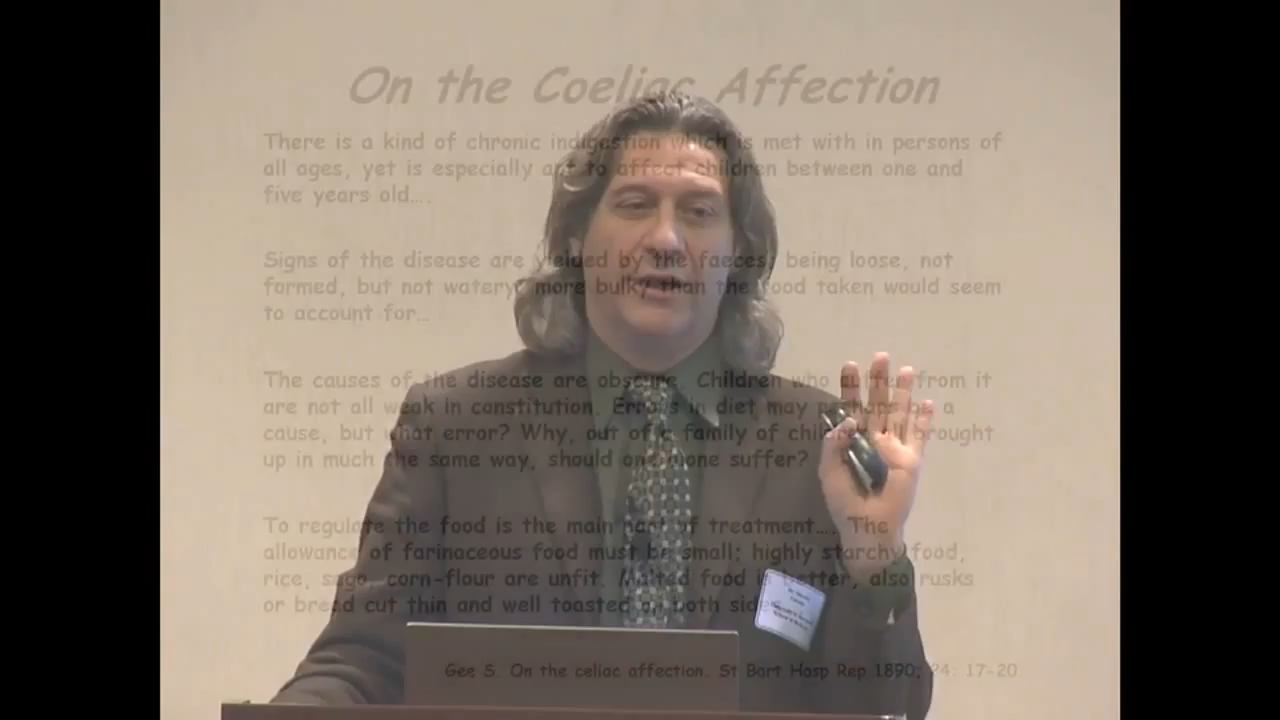 On the Coeliac Affection
There is a kind of chronic indigestion which is met with in persons of
all ages, yet is especially apt to affect children between one and
five years old....
Signs of the disease are yielded by the faeces; being loose, not
formed, but not watery; more bulky than the food taken would seem
to account for...
The causes of the disease are obscure. Children who suffer from it
are not all weak in constitution. Errors in diet may perhaps be a
cause, but what error? Why, out of a family of children all brought
up in much the same way, should one alone suffer?
To regulate the food is the main part of treatment.... The
allowance of farinaceous food must be small; highly starchy food,
rice, sago, corn-flour are unfit. Malted food is better, also rusks
or bread cut thin and well toasted on both sides
Gee S. On the celiac affection. St Bart Hosp Rep 1890; 24: 17-20